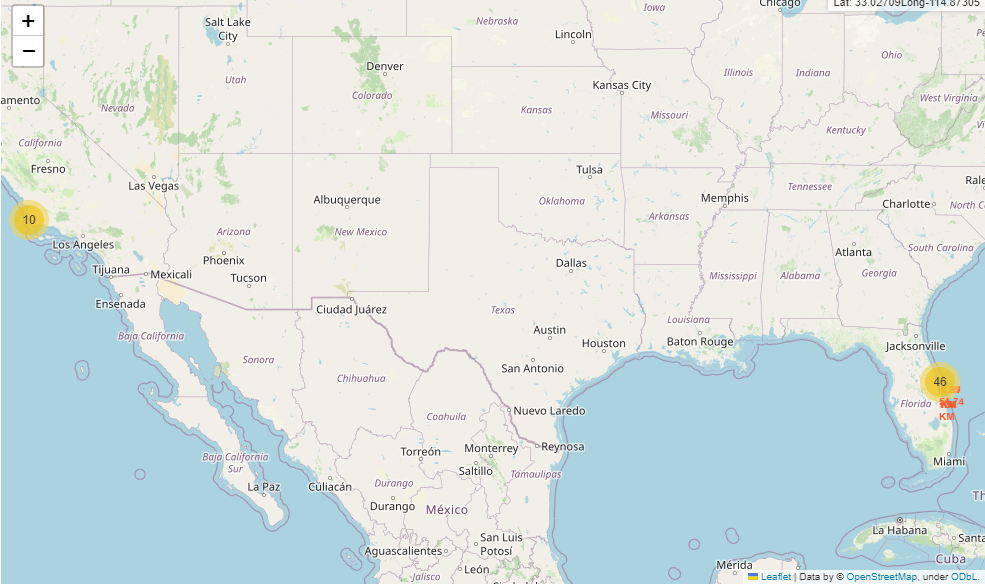 Chicago
Lat: 33.02709Long-114.87305
+
−
Salt Lake
City
Nebraska
Iowa
Lincoln
Denver
Utah
Colorado
Kansas City
Illinois
Indiana
Ohio
amento
Nevada
Kansas
Missouri
West Virginia
California
Kentucky
Fresno
Las Vegas
Tulsa
Tennessee
Albuquerque
Memphis
Oklahoma
Charlotte
Arkansas
10
Arizona
New Mexico
Los Angeles
Atlanta
South Carolina
Phoenix
Dallas
Georgia
Tijuana
Mexicali
Tucson
Mississippi
Alabama
Ensenada
Ciudad Juárez
Texas
Louisiana
Baja California
Austin
Houston
Baton Rouge
Jacksonville
Sonora
San Antonio
Chihuahua
46
Florida
KM
Nuevo Laredo
Coahuila
Reynosa
Torreón
Monterrey
Miami
Baja California
Sur
Saltillo
Tamaulipas
La Paz
Culiacán
Durango
Durango
México
La Habana
San Luis
Potosí
Santa
Aguascalientes
Cuba
León
Mérida
Jalisco
Leaflet | Data by © OpenStreetMap, under ODbL.